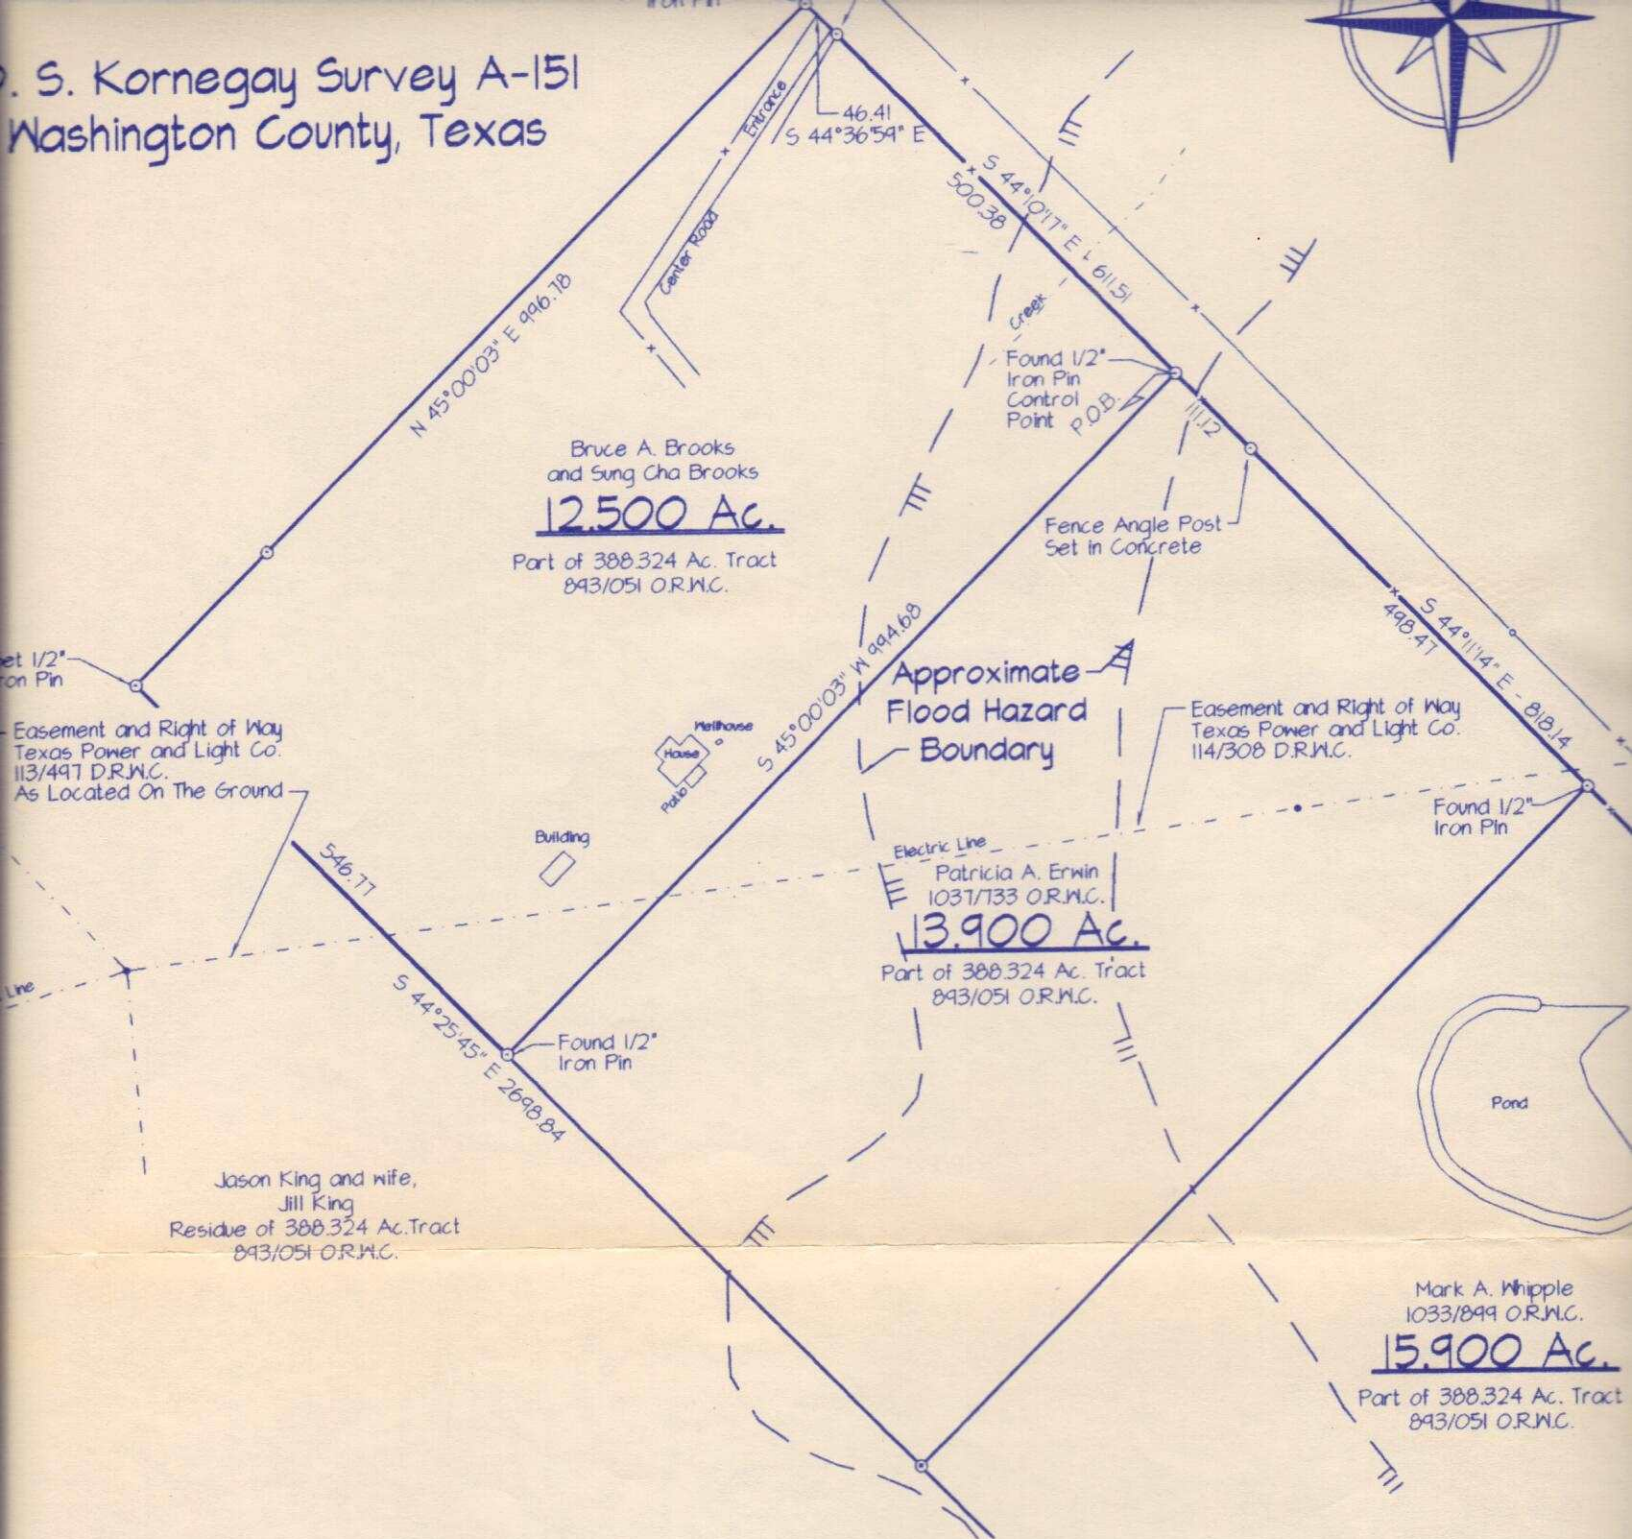 Iron Pin
. S. Kornegay Survey A-151
Washington County, Texas
Entrance
46.41
S 44°36'59" E
Center Road
S 44°10'17" E ~ 611.51
500.38
Creek
N 45°00'03" E 996.78
Found 1/2"
Iron Pin
Control
Point
P.O.B.
111.12
Bruce A. Brooks
and Sung Cha Brooks
12.500 Ac.
Part of 388.324 Ac. Tract
893/051 O.R.W.C.
Fence Angle Post
Set in Concrete
S 44°11'14" E - 818.14
498.47
S 45°00'03" W 994.68
et 1/2"
ron Pin
Easement and Right of Way
Texas Power and Light Co.
113/497 D.R.W.C.
As Located On The Ground
Approximate
Flood Hazard
Boundary
Easement and Right of Way
Texas Power and Light Co.
114/308 D.R.W.C.
Wellhouse
House
Patio
Building
Found 1/2"
Iron Pin
Electric Line
546.77
Patricia A. Erwin
1037/733 O.R.W.C.
13.900 Ac.
Part of 388.324 Ac. Tract
893/051 O.R.W.C.
Line
S 44°25'45" E 2698.84
Found 1/2"
Iron Pin
Pond
Jason King and wife,
Jill King
Residue of 388.324 Ac.Tract
893/051 O.R.W.C.
Mark A. Whipple
1033/899 O.R.W.C.
15.900 Ac.
Part of 388.324 Ac. Tract
893/051 O.R.W.C.